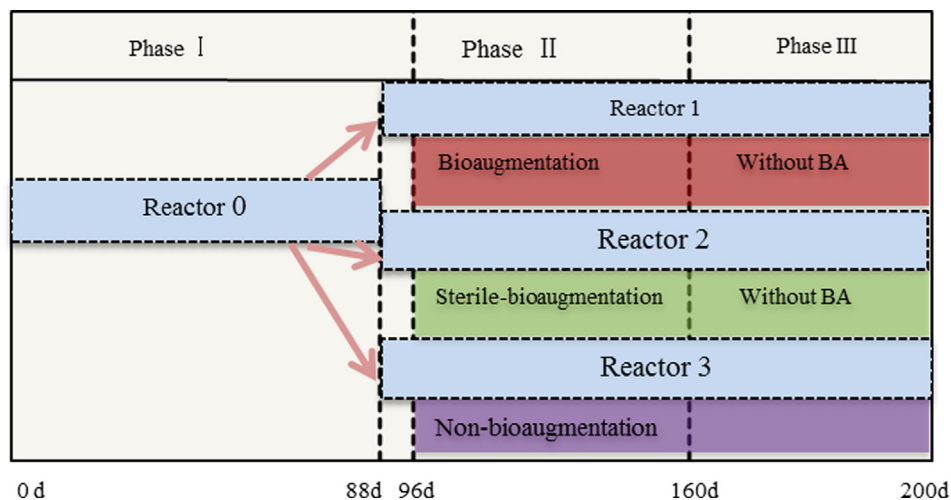 Phase Ⅰ
Phase Ⅱ
Phase III
Reactor 1
Bioaugmentation
Without BA
Reactor 0
Reactor 2
Sterile-bioaugmentation
Without BA
Reactor 3
Non-bioaugmentation
0 d
88d
96d
160d
200d